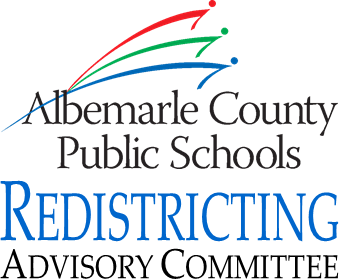 Albemarle County
Public Schools
REDISTRICTING
ADVISORY COMMITTEE